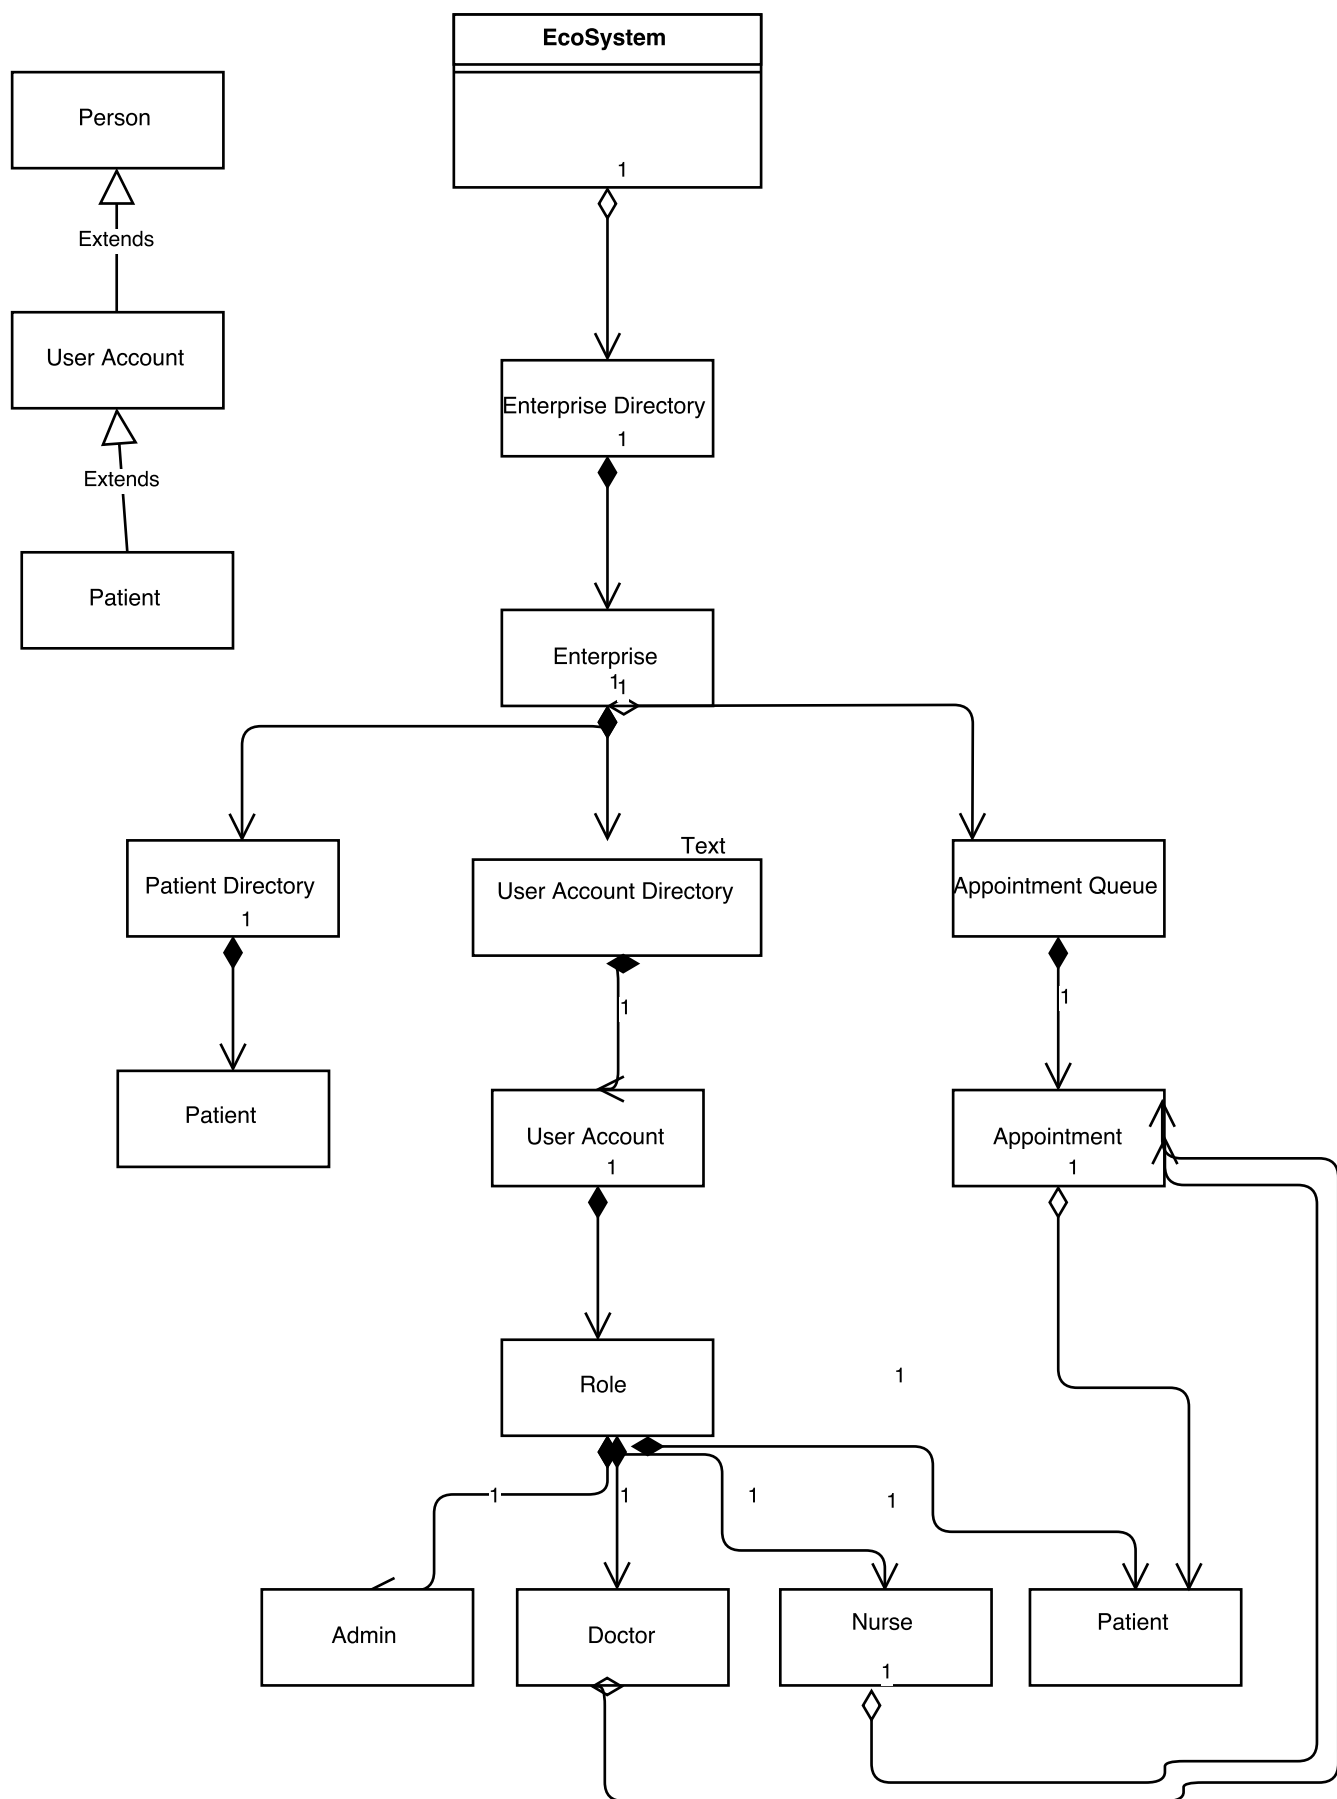 EcoSystem
1
Person
Extends
User Account
Extends
Patient
Enterprise Directory
1
Enterprise
1
1
Patient Directory
1
Text
User Account Directory
1
Appointment Queue
1
Patient
User Account
1
Appointment
1
Role
1
1
1
1
1
Admin
Doctor
Nurse
1
Patient